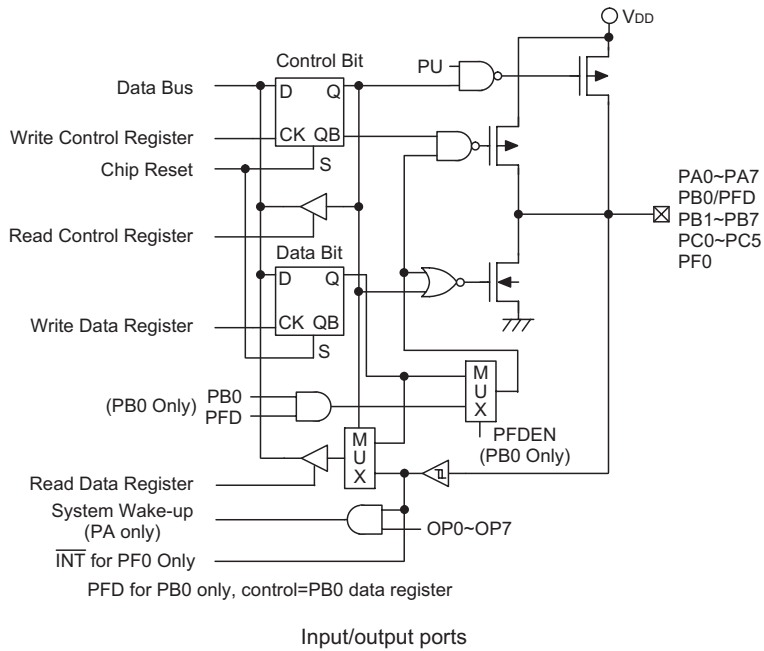 VDD
Control Bit
PU
Data Bus
D Q
Write Control Register
CK QB
Chip Reset
S
PA0~PA7
PB0/PFD
PB1~PB7
PC0~PC5
PF0
Read Control Register
Data Bit
D Q
Write Data Register
CK QB
S
M
U
X
(PB0 Only)
PB0
PFD
PFDEN
(PB0 Only)
M
U
X
Read Data Register
System Wake-up
(PA only)
OP0~OP7
INT for PF0 Only
PFD for PB0 only, control=PB0 data register
Input/output ports